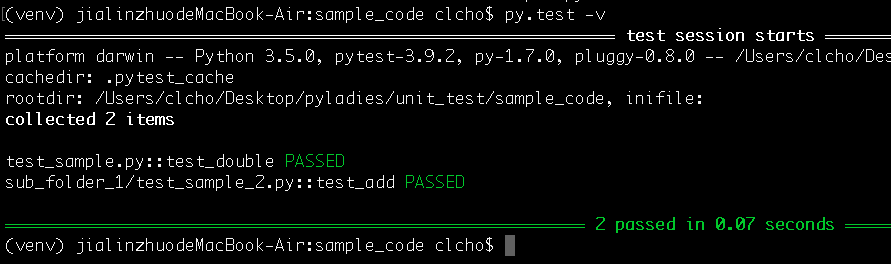 (venv) jialinzhuodeMacBook-Air:sample_code clcho$ py.test -v
test session starts
platform darwin -- Python 3.5.0, pytest-3.9.2, py-1.7.0, pluggy-0.8.0 -- /Users/clcho/Des
cachedir: .pytest_cache
rootdir: /Users/clcho/Desktop/pyladies/unit_test/sample_code, inifile:
collected 2 items
test_sample.py::test_double PASSED
sub_folder_1/test_sample_2.py::test_add PASSED
2 passed in 0.07 seconds
(venv) jialinzhuodeMacBook-Air:sample_code clcho$